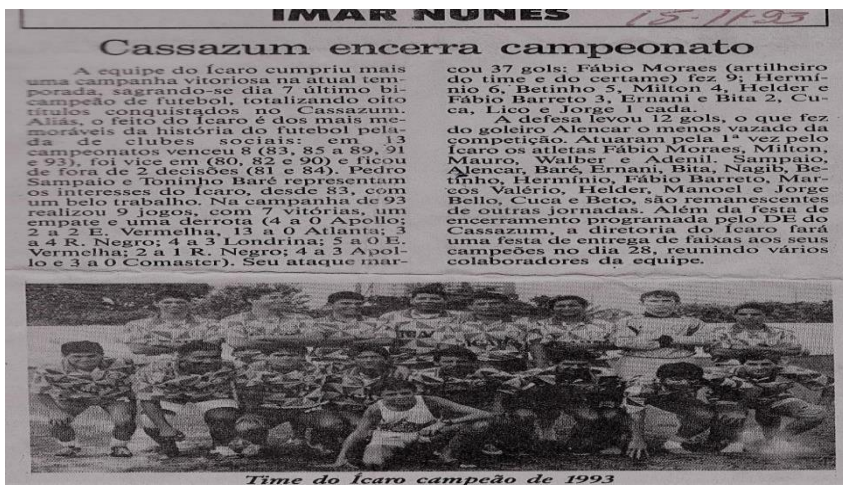 IMAR NUNES
15-11-93
Cassazum encerra campeonato
A equipe do Ícaro cumpriu mais
uma campanha vitoriosa na atual tem-
porada, sagrando-se dia 7 último bi-
campeão de futebol, totalizando oito
títulos conquistados no Cassazum.
Aliás, o feito do Ícaro é dos mais me-
moráveis da história do futebol pela-
da de clubes sociais: em 13
campeonatos venceu 8 (83, 85 a 89, 91
e 93), foi vice em (80, 82 e 90) e ficou
de fora de 2 decisões (81 e 84). Pedro
Sampaio e Toninho Baré representam
os interesses do Ícaro, desde 83, com
um belo trabalho. Na campanha de 93
realizou 9 jogos, com 7 vitórias, um
empate e uma derrota (4 a 0 Apollo;
2 a 2 E. Vermelha, 13 a 0 Atlanta; 3
a 4 R. Negro; 4 a 3 Londrina; 5 a 0 E.
Vermelha; 2 a 1 R. Negro; 4 a 3 Apol-
lo e 3 a 0 Comaster). Seu ataque mar-
cou 37 gols: Fábio Moraes (artilheiro
do time e do certame) fez 9; Hermí-
nio 6, Betinho 5, Milton 4, Helder e
Fábio Barreto 3, Ernani e Bita 2, Cu-
ca, Lico e Jorge 1 cada.
A defesa levou 12 gols, o que fez
do goleiro Alencar o menos vazado da
competição. Atuaram pela 1ª vez pelo
Ícaro os atletas Fábio Moraes, Milton,
Mauro, Walber e Adenil. Sampaio,
Alencar, Baré, Ernani, Bita, Nagib, Be-
tinho, Hermínio, Fábio Barreto, Mar-
cos Valério, Helder, Manoel e Jorge
Bello, Cuca e Beto, são remanescentes
de outras jornadas. Além da festa de
encerramento programada pelo DE do
Cassazum, a diretoria do Ícaro fará
uma festa de entrega de faixas aos seus
campeões no dia 28, reunindo vários
colaboradores da equipe.
Time do Ícaro campeão de 1993